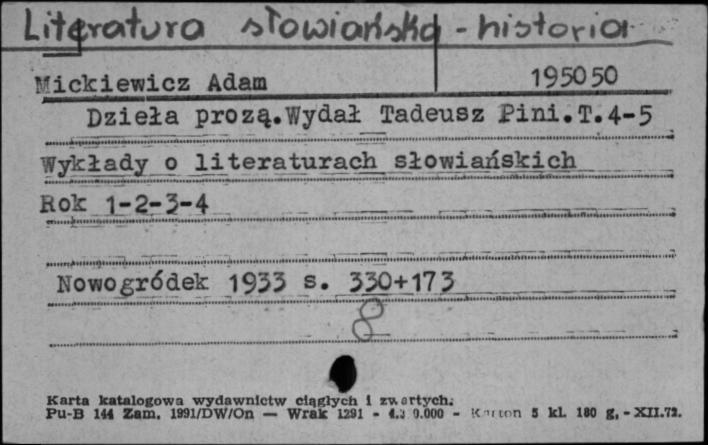 Literatura słowiańska - historia
Mickiewicz Adam 195050
Dzieła prozą.Wydał Tadeusz Pini.T.4-5
Wykłady o literaturach słowiańskich
Rok 1-2-3-4
Nowogródek 1933 s. 330+173
8
Karta katalogowa wydawnictw ciągłych i zwartych.
Pu-B 144 Zam. 1991/DW/On — Wrak 1291 - 0.000 - Karton 5 kl. 180 g, - XII.72.